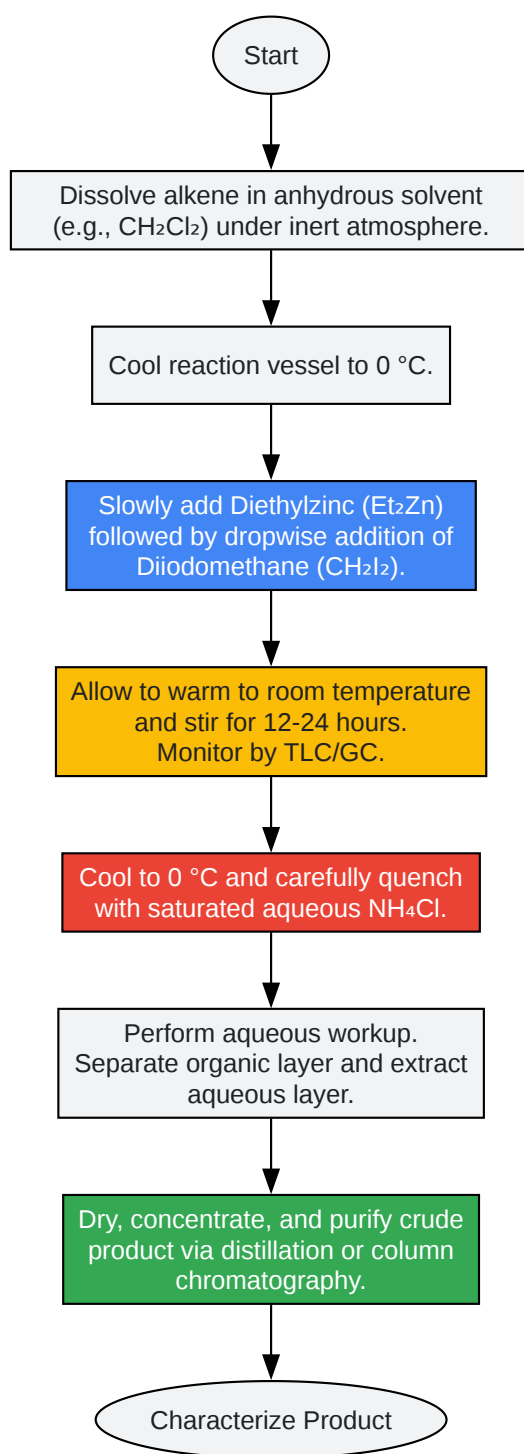 Start
Dissolve alkene in anhydrous solvent
(e.g., CH₂Cl₂) under inert atmosphere.
Cool reaction vessel to 0 °C.
Slowly add Diethylzinc (Et₂Zn)
followed by dropwise addition of
Diiodomethane (CH₂I₂).
Allow to warm to room temperature
and stir for 12-24 hours.
Monitor by TLC/GC.
Cool to 0 °C and carefully quench
with saturated aqueous NH₄Cl.
Perform aqueous workup.
Separate organic layer and extract
aqueous layer.
Dry, concentrate, and purify crude
product via distillation or column
chromatography.
Characterize Product